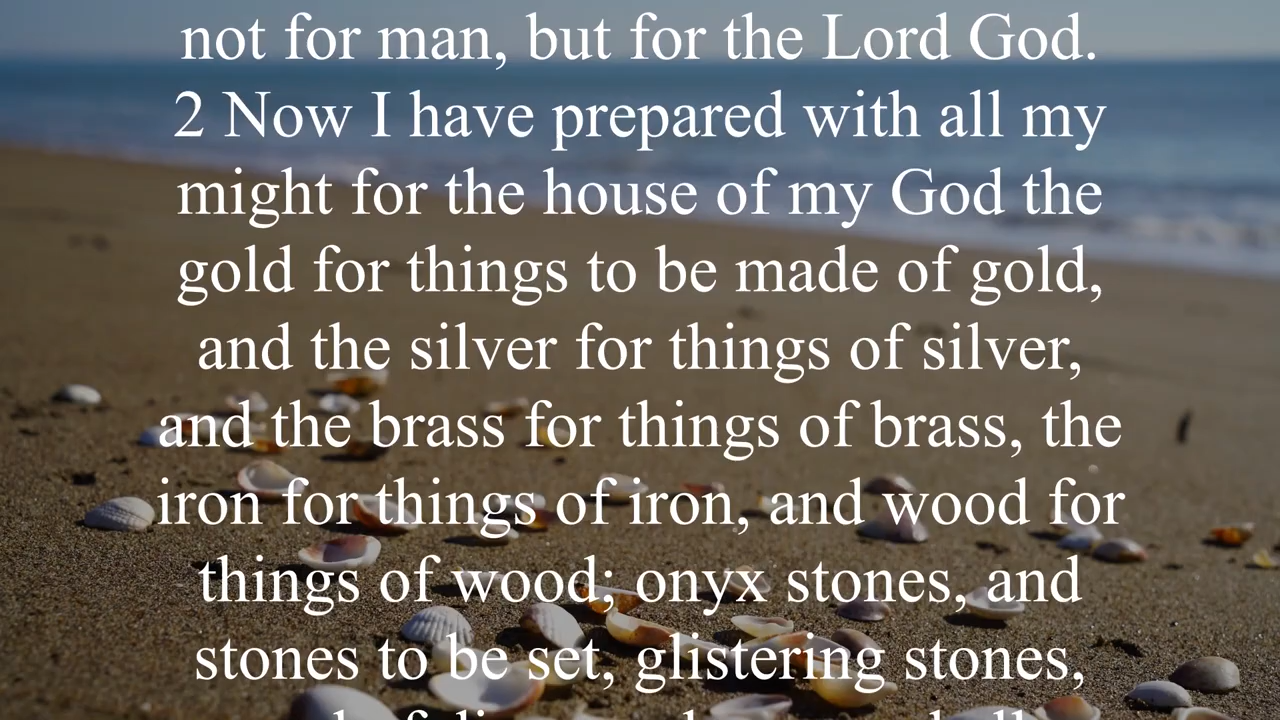 not for man, but for the Lord God.
2 Now I have prepared with all my
might for the house of my God the
gold for things to be made of gold,
and the silver for things of silver,
and the brass for things of brass, the
iron for things of iron, and wood for
things of wood; onyx stones, and
stones to be set, glistering stones,